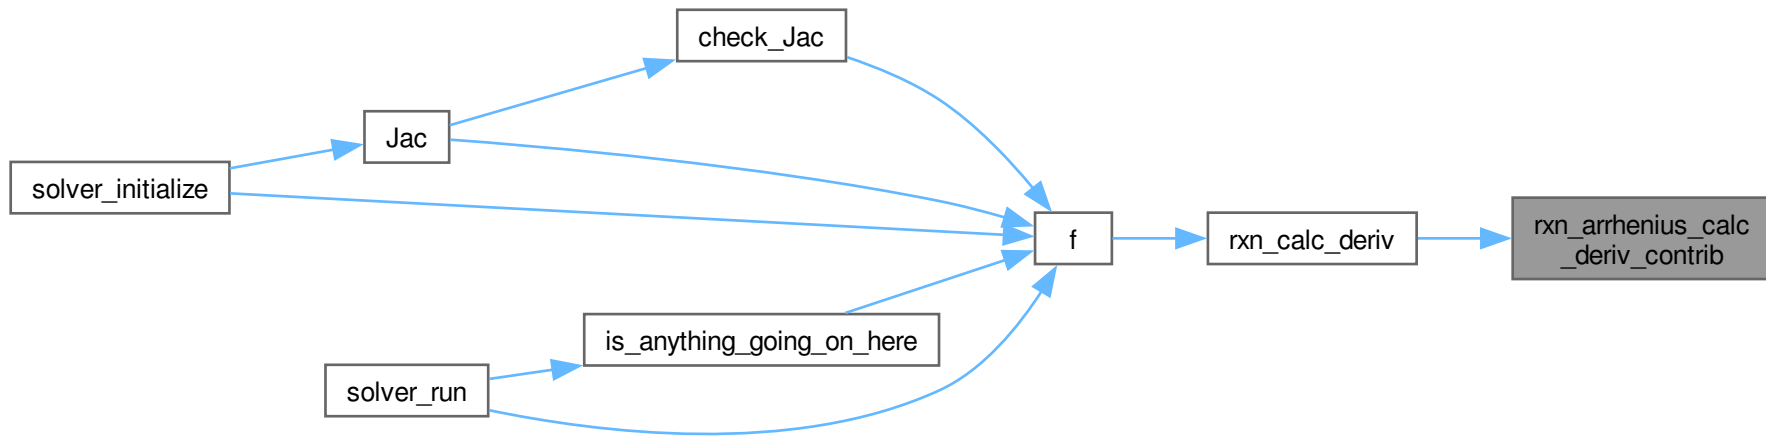 check_Jac
Jac
solver_initialize
f
rxn_calc_deriv
rxn_arrhenius_calc
_deriv_contrib
is_anything_going_on_here
solver_run